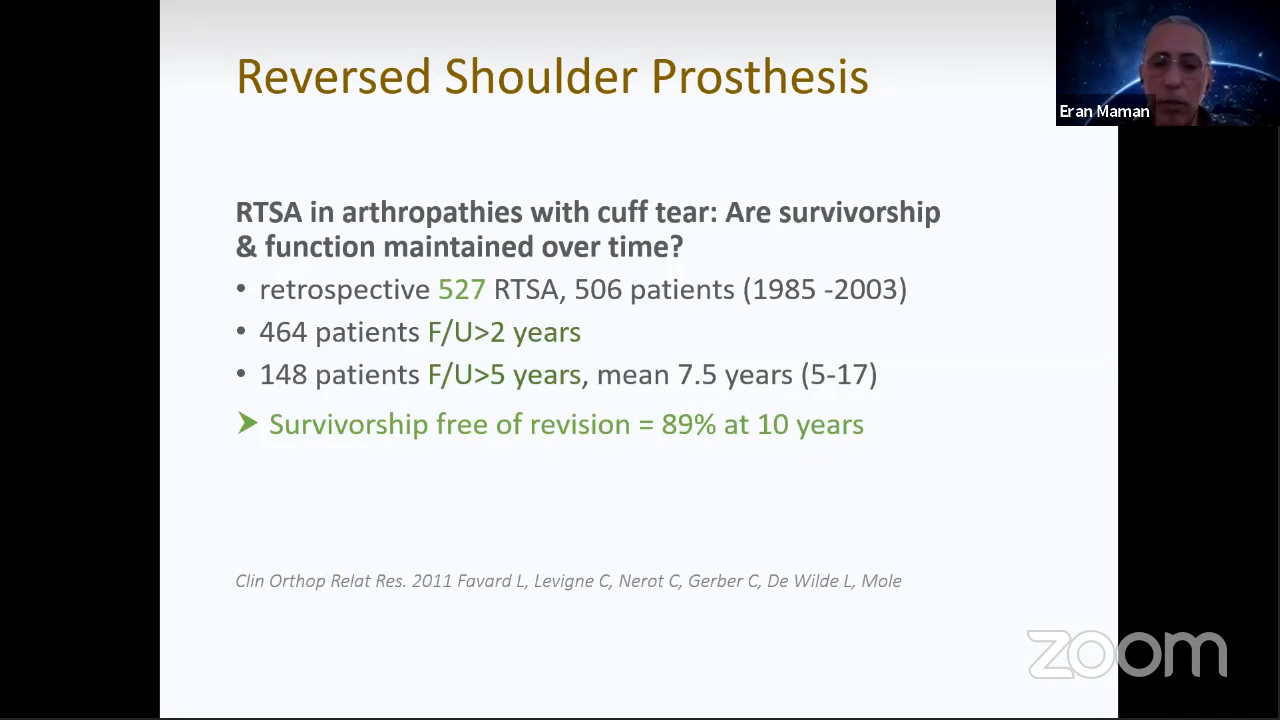 Reversed Shoulder Prosthesis
Eran Maman
RTSA in arthropathies with cuff tear: Are survivorship
& function maintained over time?
• retrospective 527 RTSA, 506 patients (1985 -2003)
• 464 patients F/U>2 years
• 148 patients F/U>5 years, mean 7.5 years (5-17)
➤ Survivorship free of revision = 89% at 10 years
Clin Orthop Relat Res. 2011 Favard L, Levigne C, Nerot C, Gerber C, De Wilde L, Mole
zoom